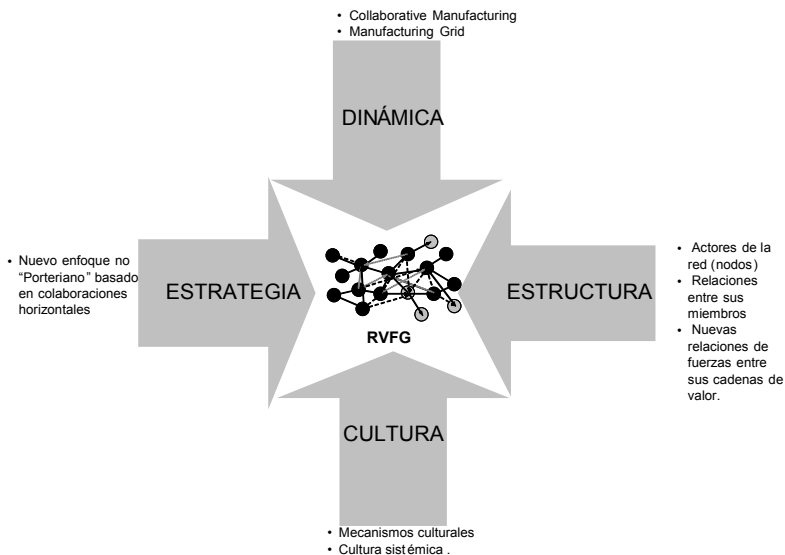 • Collaborative Manufacturing
• Manufacturing Grid
DINÁMICA
• Nuevo enfoque no
“Porteriano” basado
en colaboraciones
horizontales
ESTRATEGIA
RVFG
ESTRUCTURA
• Actores de la
red (nodos)
• Relaciones
entre sus
miembros
• Nuevas
relaciones de
fuerzas entre
sus cadenas de
valor.
CULTURA
• Mecanismos culturales
• Cultura sistémica .